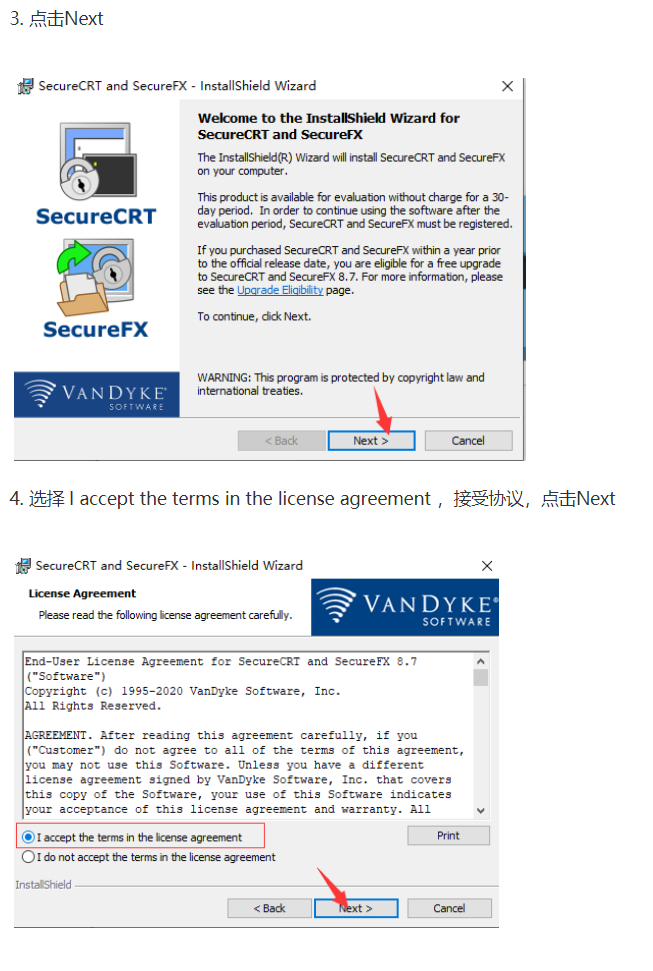 3. 点击Next
SecureCRT and SecureFX - InstallShield Wizard
Welcome to the InstallShield Wizard for
SecureCRT and SecureFX
The InstallShield(R) Wizard will install SecureCRT and SecureFX
on your computer.
This product is available for evaluation without charge for a 30-
day period. In order to continue using the software after the
evaluation period, SecureCRT and SecureFX must be registered.
If you purchased SecureCRT and SecureFX within a year prior
to the official release date, you are eligible for a free upgrade
to SecureCRT and SecureFX 8.7. For more information, please
see the Upgrade Eligibility page.
To continue, click Next.
WARNING: This program is protected by copyright law and
international treaties.
SecureCRT
SecureFX
VANDYKE®
SOFTWARE
< Back
Next >
Cancel
4. 选择 I accept the terms in the license agreement ，接受协议，点击Next
SecureCRT and SecureFX - InstallShield Wizard
License Agreement
Please read the following license agreement carefully.
VANDYKE®
SOFTWARE
End-User License Agreement for SecureCRT and SecureFX 8.7
("Software")
Copyright (c) 1995-2020 VanDyke Software, Inc.
All Rights Reserved.
AGREEMENT. After reading this agreement carefully, if you
("Customer") do not agree to all of the terms of this agreement,
you may not use this Software. Unless you have a different
license agreement signed by VanDyke Software, Inc. that covers
this copy of the Software, your use of this Software indicates
your acceptance of this license agreement and warranty. All
I accept the terms in the license agreement
Print
I do not accept the terms in the license agreement
InstallShield
< Back
Next >
Cancel